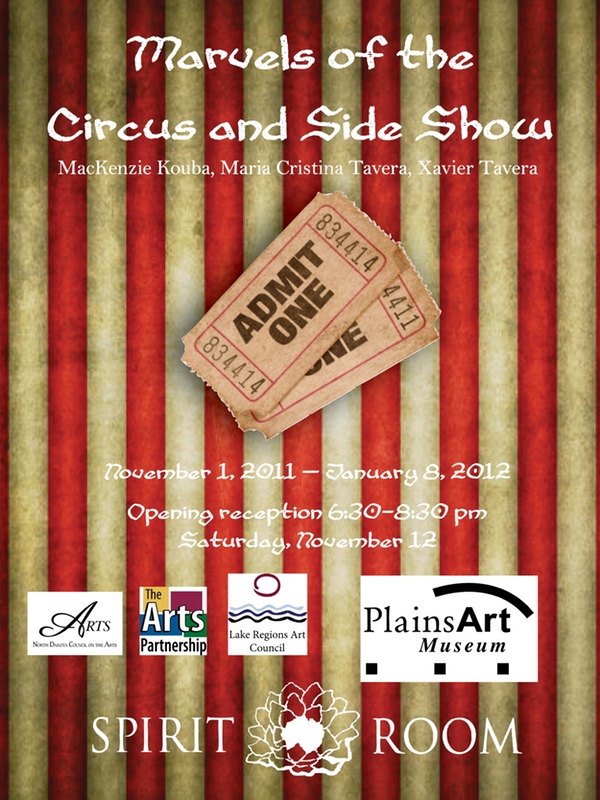 Marvels of the
Circus and Side Show
MacKenzie Kouba, Maria Cristina Tavera, Xavier Tavera
834414
ADMIT
ONE
834414
4411
ONE
November 1, 2011 – January 8, 2012
Opening reception 6:30-8:30 pm
Saturday, November 12
ARTS
NORTH DAKOTA COUNCIL ON THE ARTS
The
Arts
Partnership
Lake Regions Art
Council
PlainsArt
Museum
SPIRIT ROOM